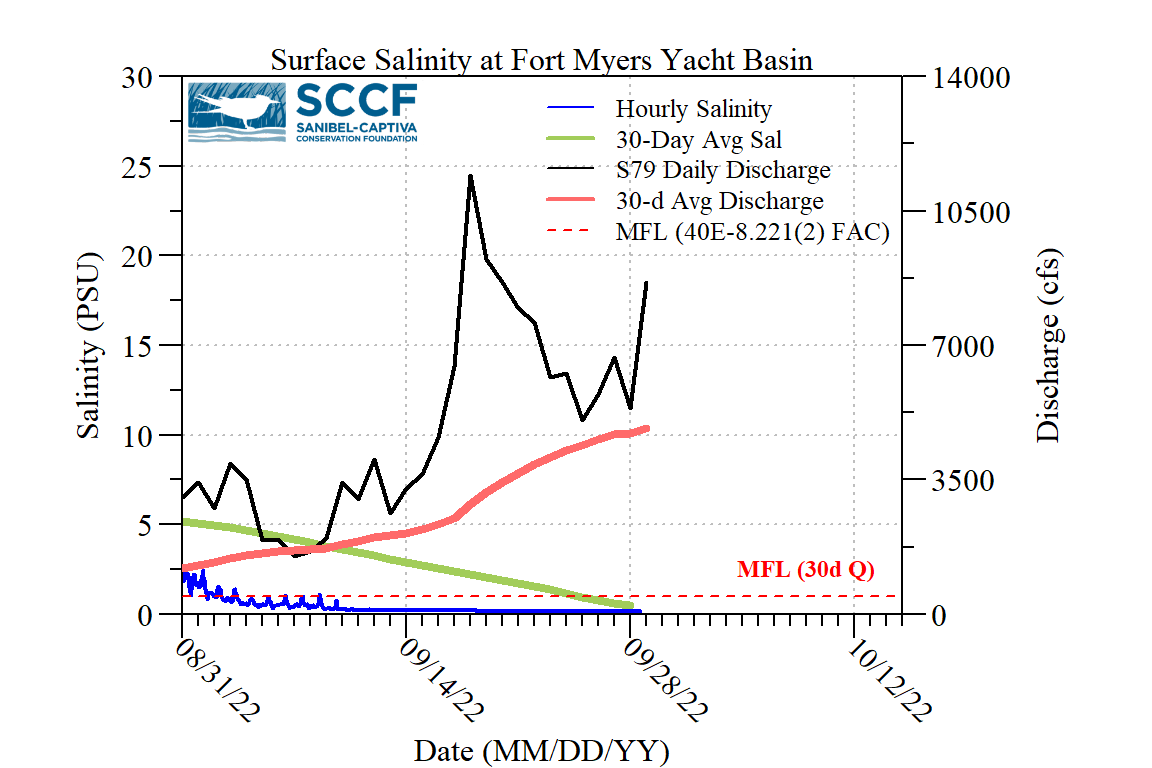 Surface Salinity at Fort Myers Yacht Basin
SCCF
SANIBEL-CAPTIVA
CONSERVATION FOUNDATION
Hourly Salinity
30-Day Avg Sal
S79 Daily Discharge
30-d Avg Discharge
MFL (40E-8.221(2) FAC)
MFL (30d Q)
Salinity (PSU)
30
25
20
15
10
5
0
Discharge (cfs)
14000
10500
7000
3500
0
08/31/22
09/14/22
09/28/22
10/12/22
Date (MM/DD/YY)